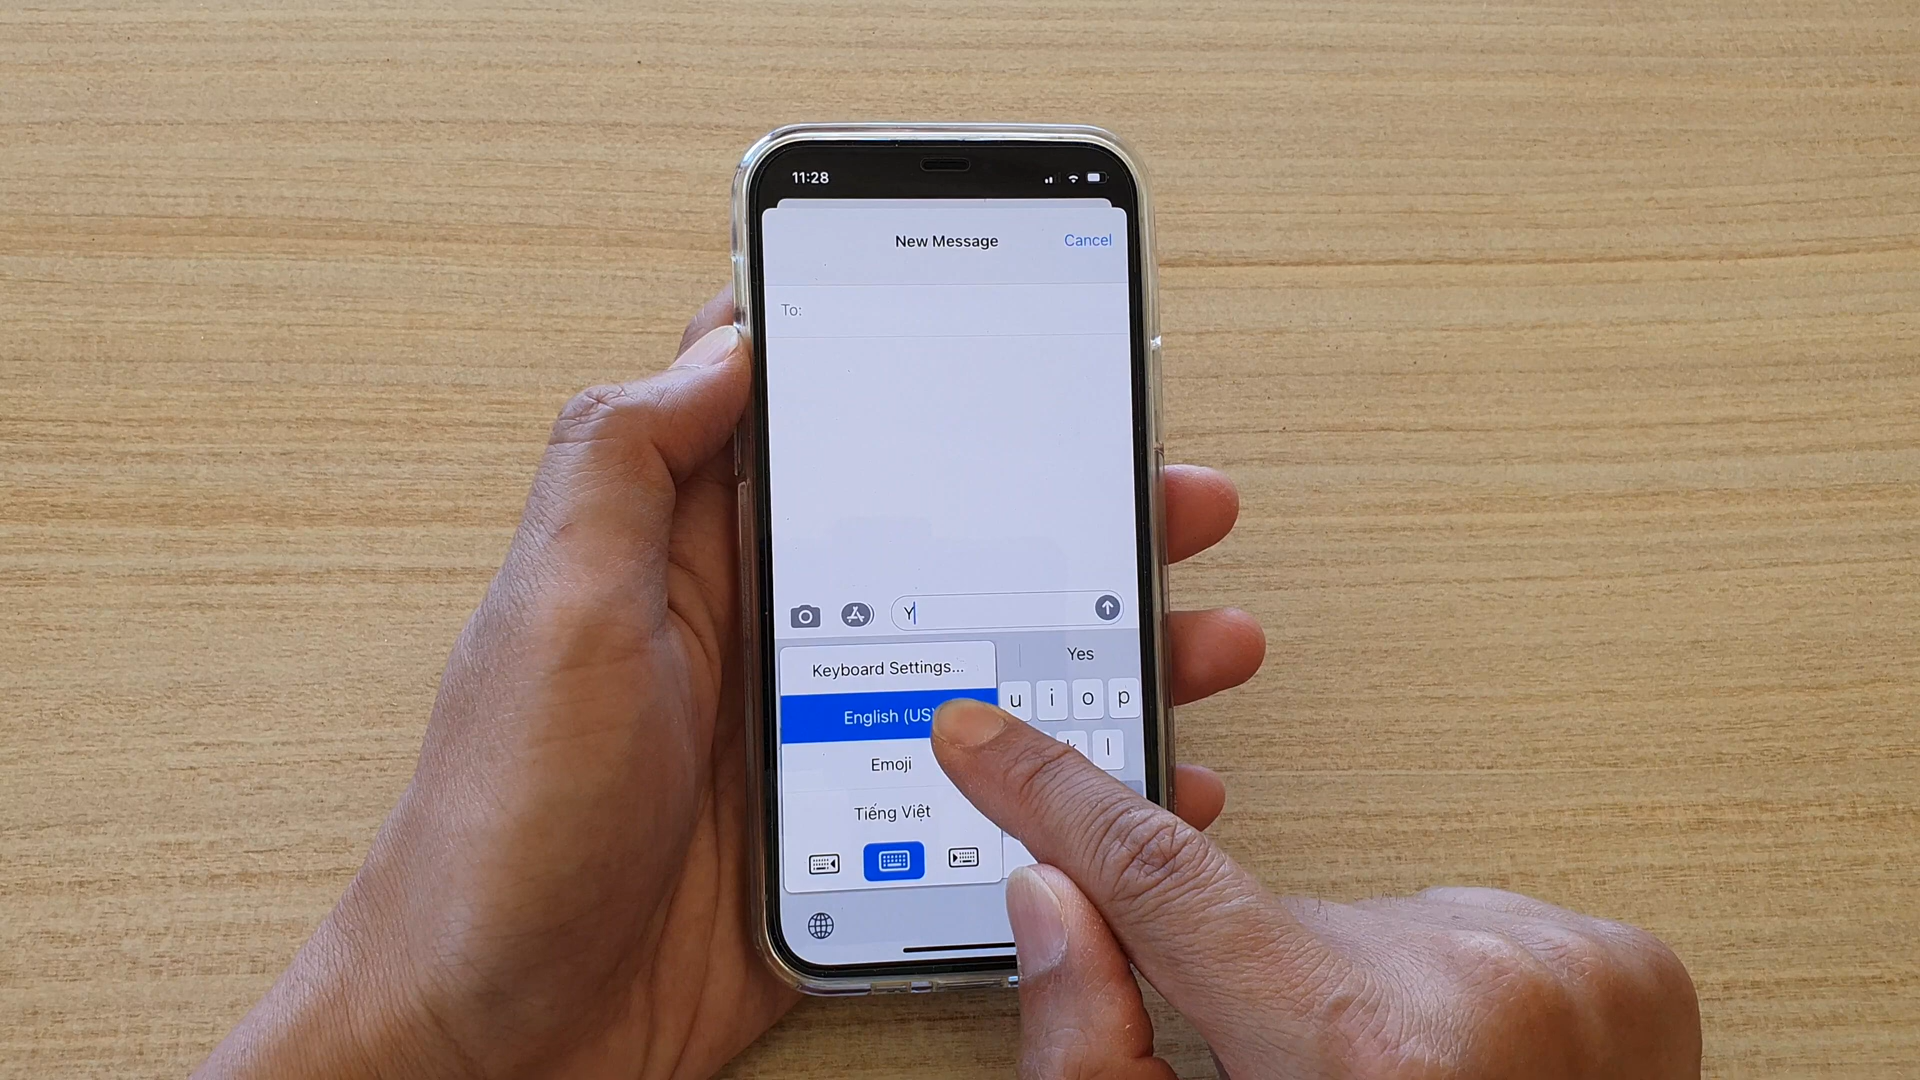 11:28
New Message
Cancel
To:
Y
Keyboard Settings...
Yes
English (US)
u i o p
Emoji
k l
Tiếng Việt